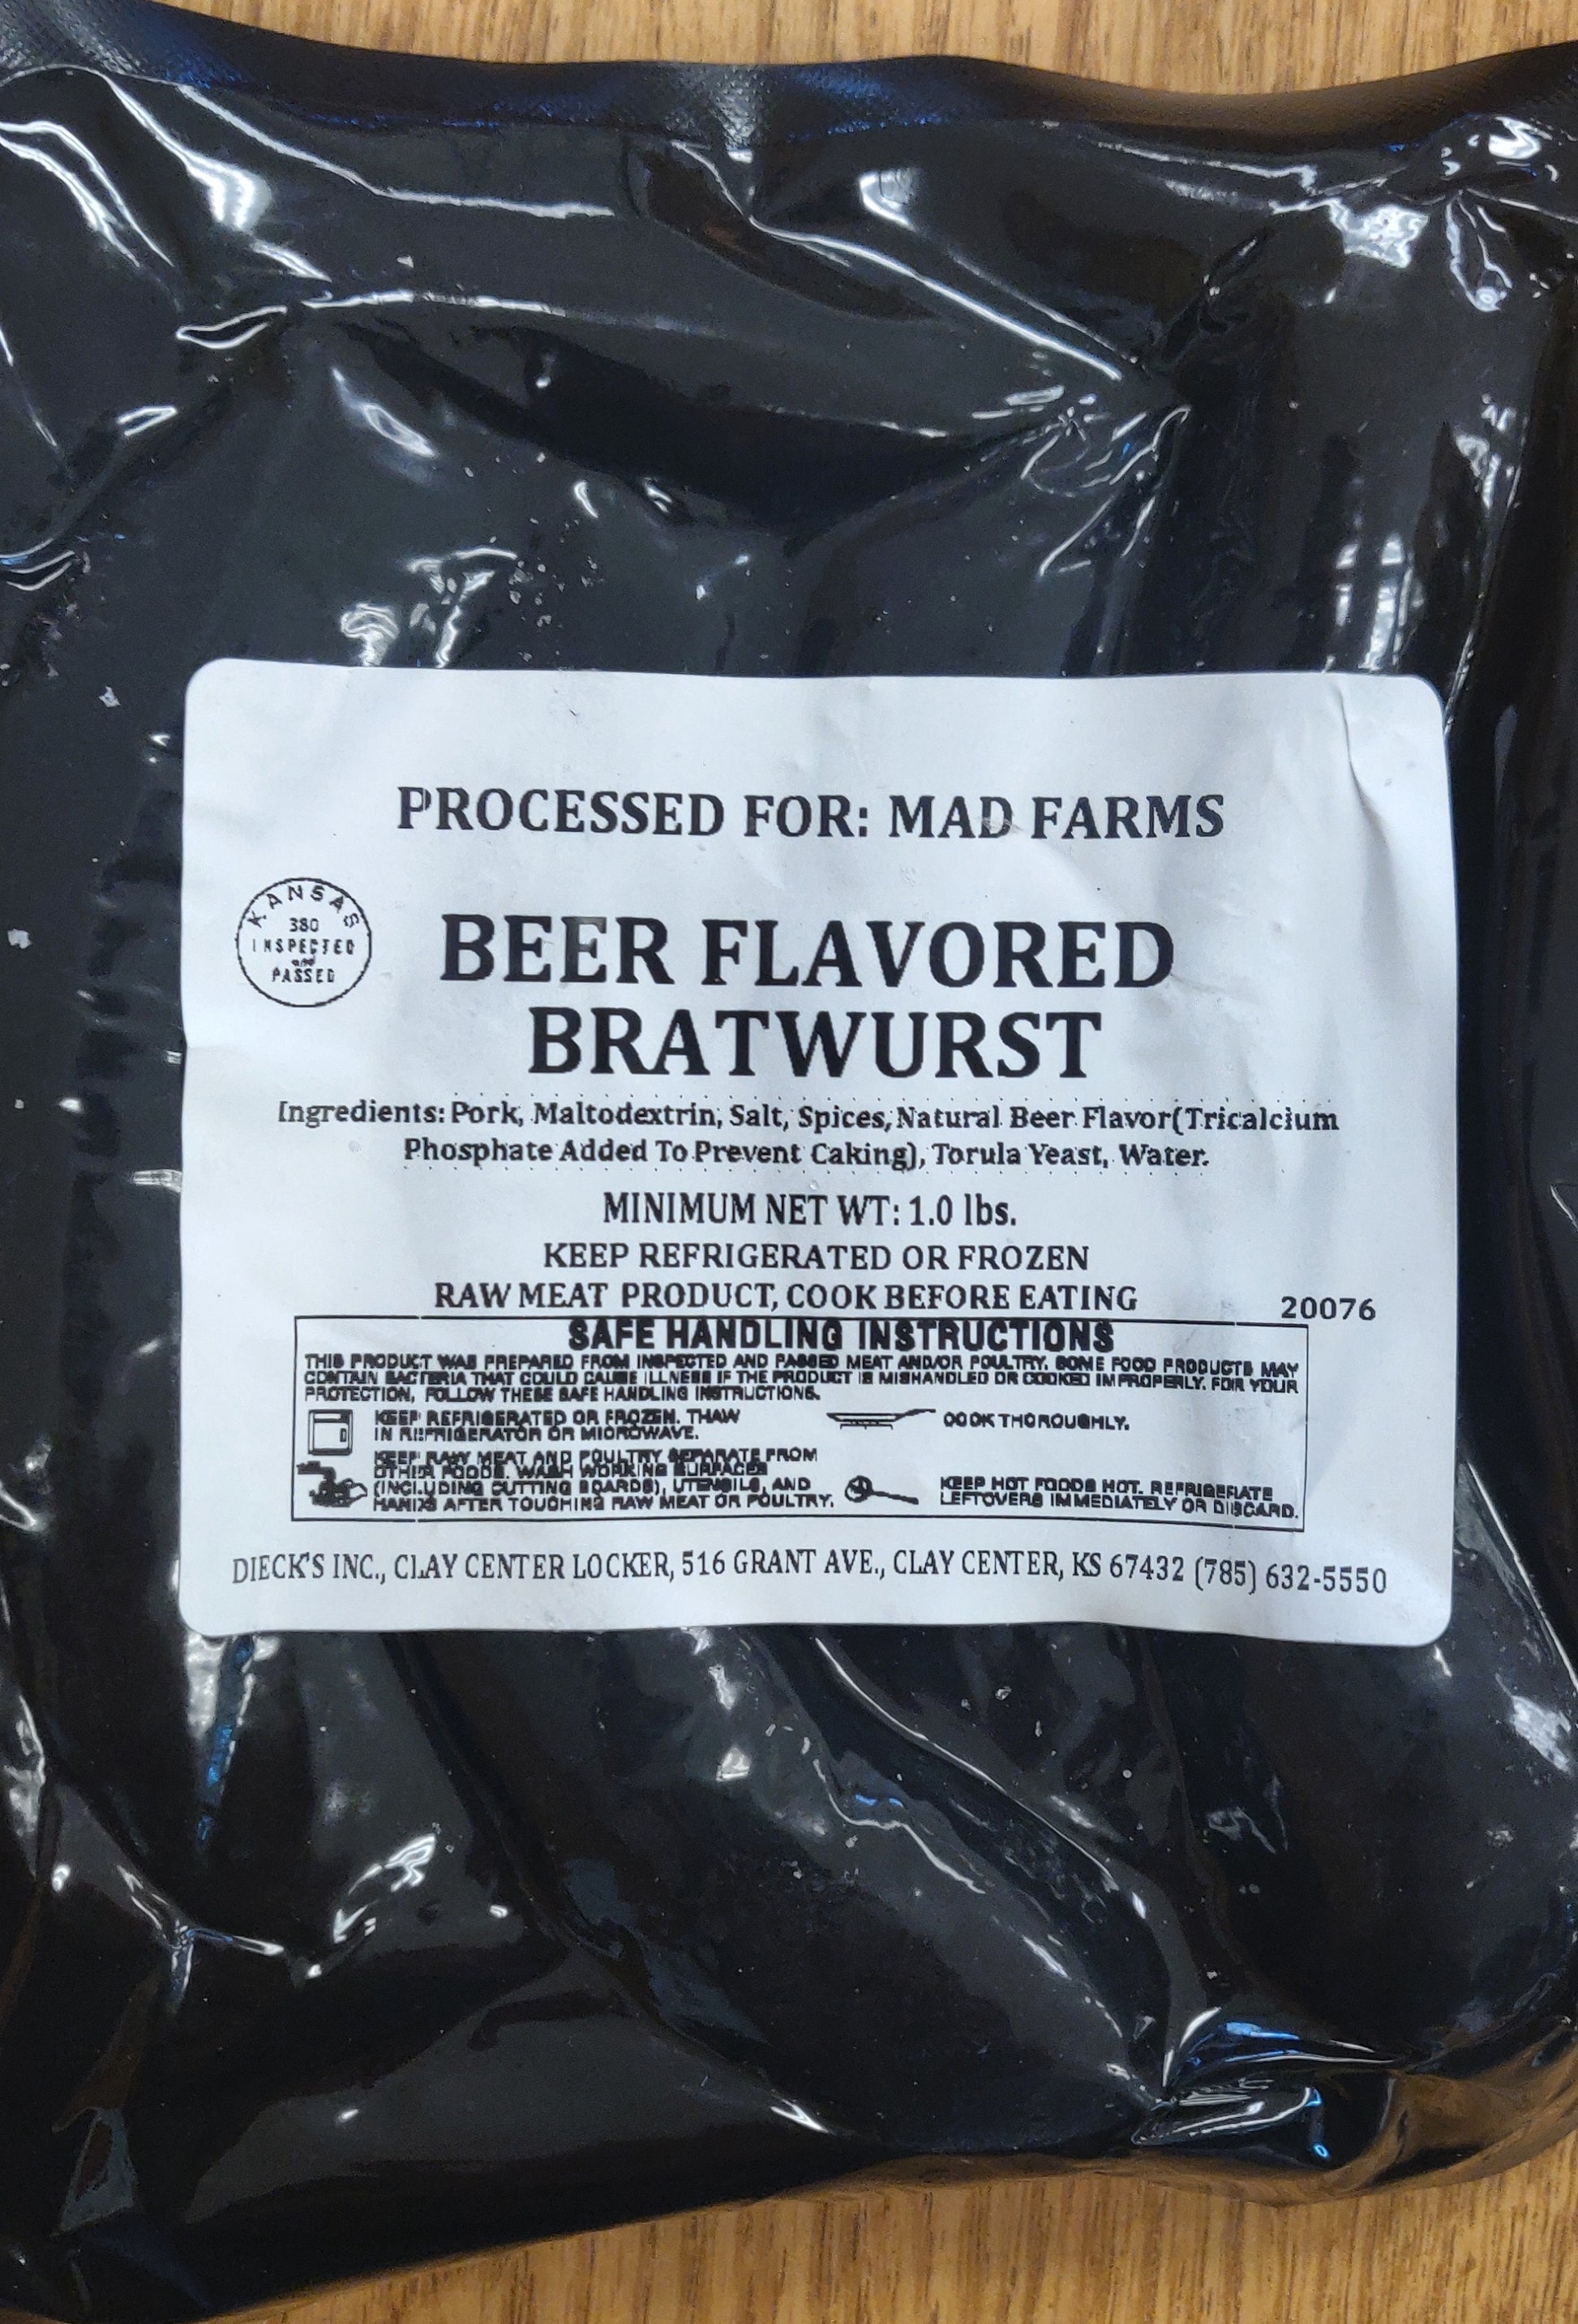 PROCESSED FOR: MAD FARMS
KANSAS
380
INSPECTED
and
PASSED
BEER FLAVORED
BRATWURST
Ingredients: Pork, Maltodextrin, Salt, Spices, Natural Beer Flavor(Tricalcium
Phosphate Added To Prevent Caking), Torula Yeast, Water.
MINIMUM NET WT: 1.0 lbs.
KEEP REFRIGERATED OR FROZEN
RAW MEAT PRODUCT, COOK BEFORE EATING
20076
SAFE HANDLING INSTRUCTIONS
THIS PRODUCT WAS PREPARED FROM INSPECTED AND PASSED MEAT AND/OR POULTRY. SOME FOOD PRODUCTS MAY
CONTAIN BACTERIA THAT COULD CAUSE ILLNESS IF THE PRODUCT IS MISHANDLED OR COOKED IMPROPERLY. FOR YOUR
PROTECTION, FOLLOW THESE SAFE HANDLING INSTRUCTIONS.
KEEP REFRIGERATED OR FROZEN. THAW
IN REFRIGERATOR OR MICROWAVE.
COOK THOROUGHLY.
KEEP RAW MEAT AND POULTRY SEPARATE FROM
OTHER FOODS. WASH WORKING SURFACES
(INCLUDING CUTTING BOARDS), UTENSILS, AND
HANDS AFTER TOUCHING RAW MEAT OR POULTRY.
KEEP HOT FOODS HOT. REFRIGERATE
LEFTOVERS IMMEDIATELY OR DISCARD.
DIECK'S INC., CLAY CENTER LOCKER, 516 GRANT AVE., CLAY CENTER, KS 67432 (785) 632-5550